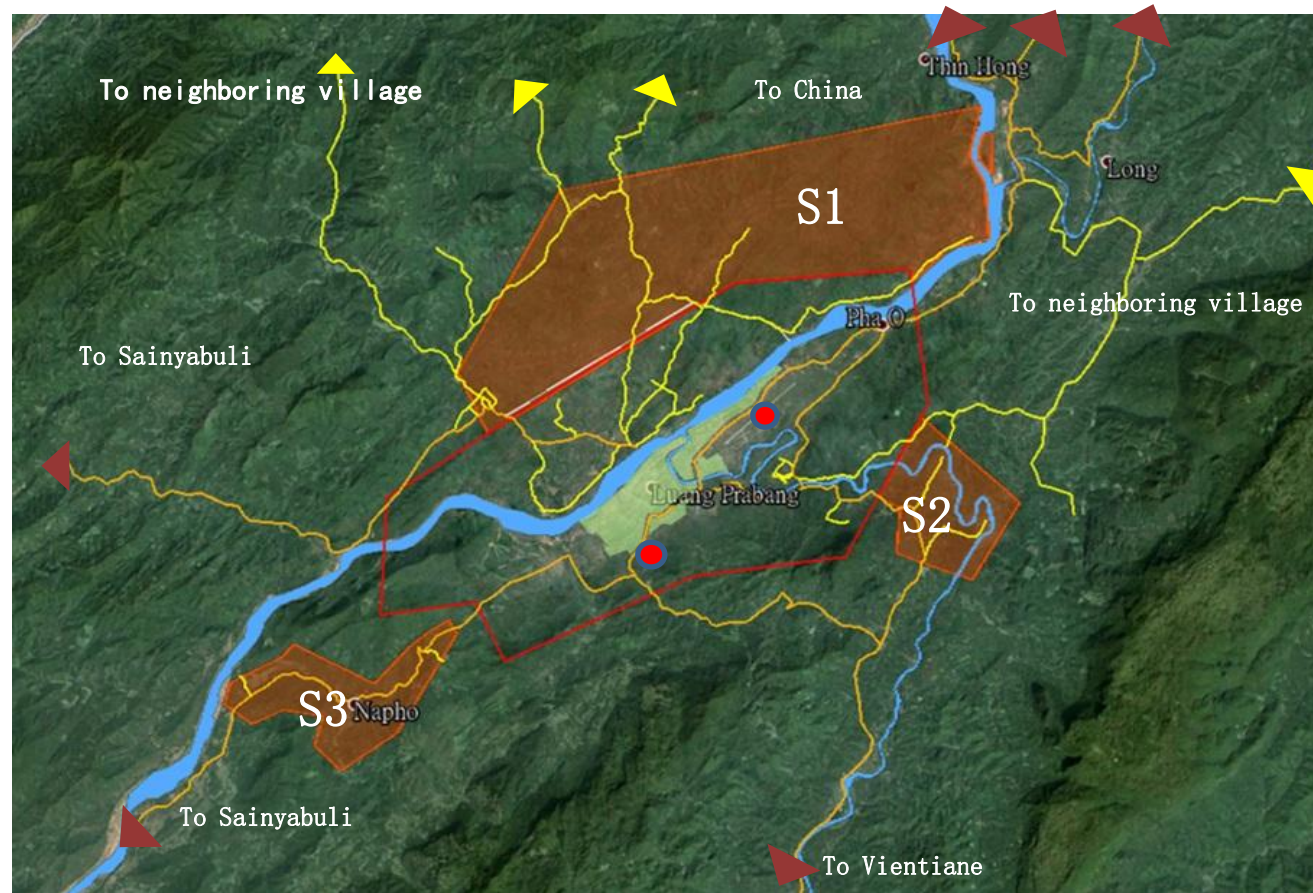 Thin Hong
To neighboring village
To China
Long
S1
To neighboring village
Pha O
To Sainyabuli
Luang Prabang
S2
S3
Napho
To Sainyabuli
To Vientiane